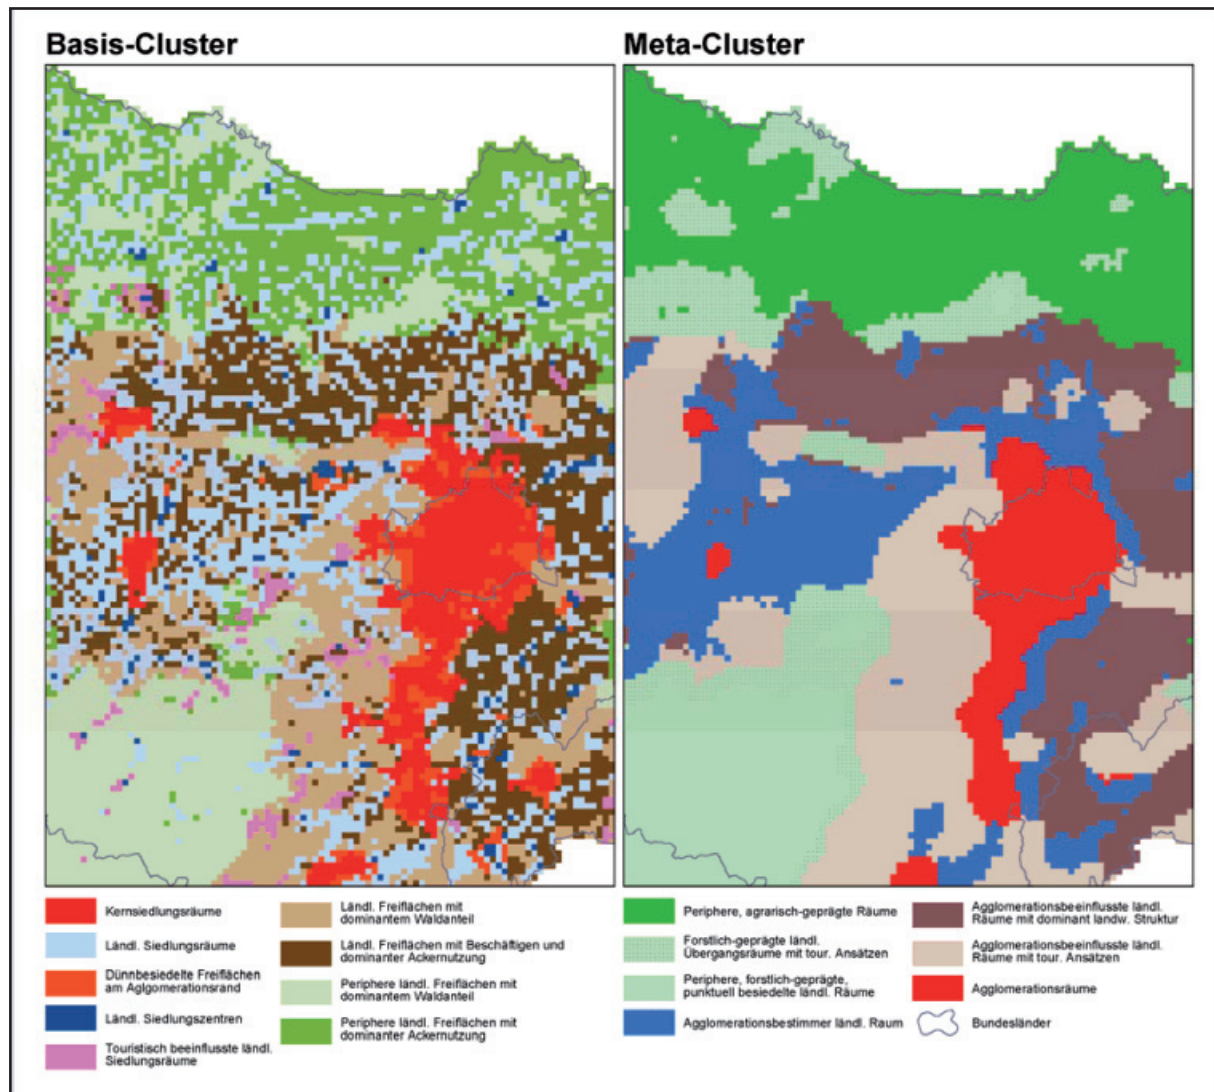 Basis-Cluster
Meta-Cluster
Kernsiedlungsräume
Ländl. Siedlungsräume
Dünnbesiedelte Freiflächen
am Aglgomerationsrand
Ländl. Siedlungszentren
Touristisch beeinflusste ländl.
Siedlungsräume
Ländl. Freiflächen mit
dominantem Waldanteil
Ländl. Freiflächen mit Beschäftigen und
dominanter Ackernutzung
Periphere ländl. Freiflächen mit
dominantem Waldanteil
Periphere ländl. Freiflächen mit
dominanter Ackernutzung
Periphere, agrarisch-geprägte Räume
Forstlich-geprägte ländl.
Übergangsräume mit tour. Ansätzen
Periphere, forstlich-geprägte,
punktuell besiedelte ländl. Räume
Agglomerationsbestimmer ländl. Raum
Agglomerationsbeeinflusste ländl.
Räume mit dominant landw. Struktur
Agglomerationsbeeinflusste ländl.
Räume mit tour. Ansätzen
Agglomerationsräume
Bundesländer